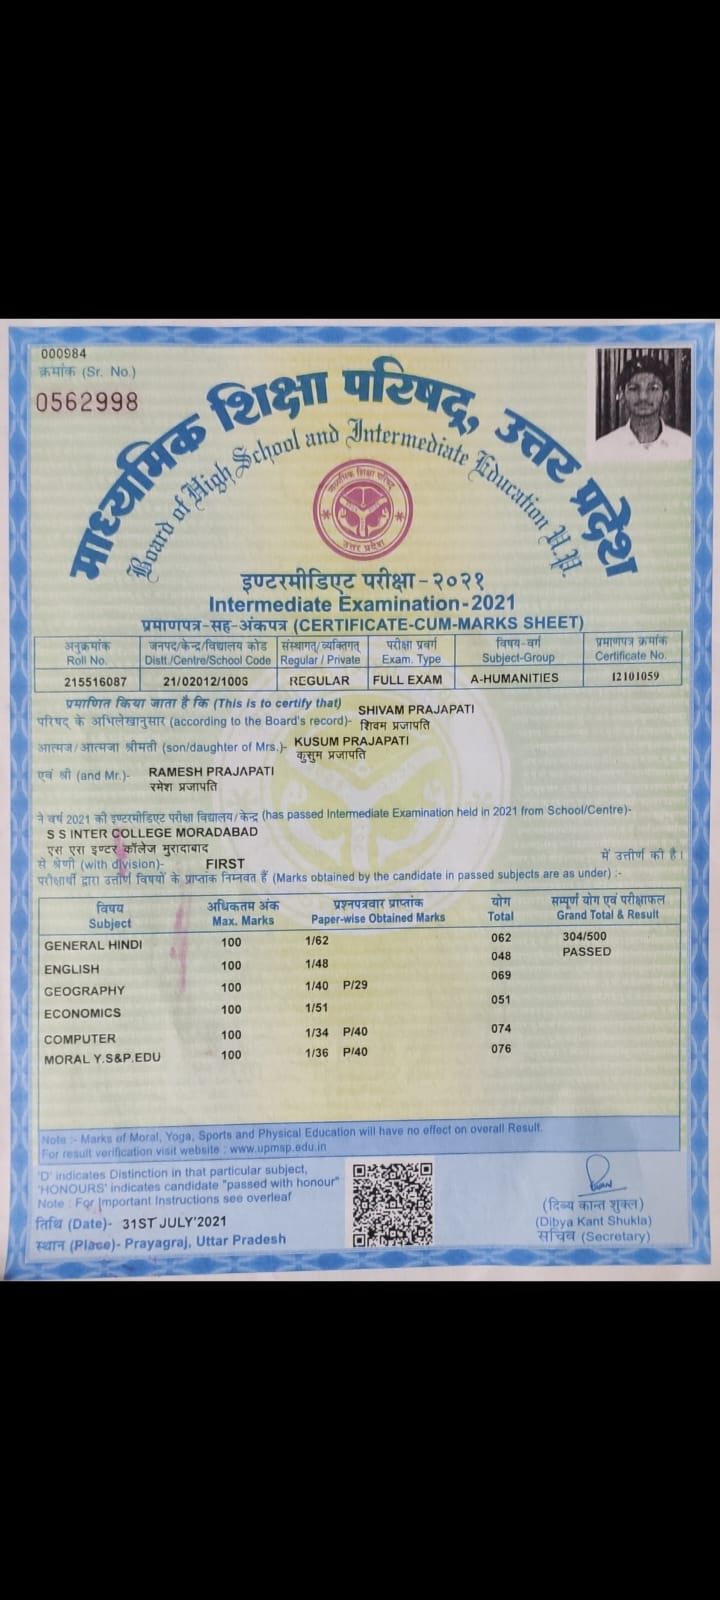 000984
क्रमांक (Sr. No.)
0562998
माध्यमिक शिक्षा परिषद्, उत्तर प्रदेश
Board of High School and Intermediate Education U.P.
माध्यमिक शिक्षा परिषद्
उत्तर प्रदेश
इण्टरमीडिएट परीक्षा-२०२१
Intermediate Examination-2021
प्रमाणपत्र-सह-अंकपत्र (CERTIFICATE-CUM-MARKS SHEET)
अनुक्रमांक जनपद/केन्द्र/विद्यालय कोड संस्थागत/व्यक्तिगत परीक्षा प्रवर्ग विषय-वर्ग प्रमाणपत्र क्रमांक
Roll No. Distt./Centre/School Code Regular / Private Exam. Type Subject-Group Certificate No.
215516087 21/02012/1006 REGULAR FULL EXAM A-HUMANITIES 12101059
प्रमाणित किया जाता है कि (This is to certify that) SHIVAM PRAJAPATI
परिषद् के अभिलेखानुसार (according to the Board's record)- शिवम प्रजापति
आत्मज/आत्मजा श्रीमती (son/daughter of Mrs.)- KUSUM PRAJAPATI
कुसुम प्रजापति
एवं श्री (and Mr.)- RAMESH PRAJAPATI
रमेश प्रजापति
ने वर्ष 2021 की इण्टरमीडिएट परीक्षा विद्यालय/केन्द्र (has passed Intermediate Examination held in 2021 from School/Centre)-
S S INTER COLLEGE MORADABAD
एस एस इण्टर कॉलेज मुरादाबाद
से श्रेणी (with division)- FIRST में उत्तीर्ण की है।
परीक्षार्थी द्वारा उत्तीर्ण विषयों के प्राप्तांक निम्नवत हैं (Marks obtained by the candidate in passed subjects are as under) :-
विषय अधिकतम अंक प्रश्नपत्रवार प्राप्तांक योग सम्पूर्ण योग एवं परीक्षाफल
Subject Max. Marks Paper-wise Obtained Marks Total Grand Total & Result
GENERAL HINDI 100 1/62 062 304/500
ENGLISH 100 1/48 048 PASSED
GEOGRAPHY 100 1/40 P/29 069
ECONOMICS 100 1/51 051
COMPUTER 100 1/34 P/40 074
MORAL Y.S&P.EDU 100 1/36 P/40 076
Note :- Marks of Moral, Yoga, Sports and Physical Education will have no effect on overall Result.
For result verification visit website : www.upmsp.edu.in
'D' indicates Distinction in that particular subject,
'HONOURS' indicates candidate "passed with honour"
Note : For Important Instructions see overleaf
तिथि (Date)- 31ST JULY'2021
स्थान (Place)- Prayagraj, Uttar Pradesh
(दिब्य कान्त शुक्ल)
(Dibya Kant Shukla)
सचिव (Secretary)